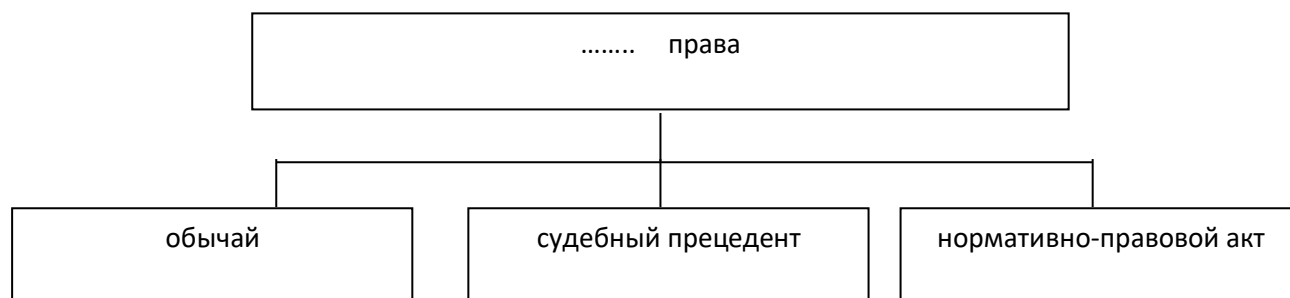 …….. права
обычай
судебный прецедент
нормативно-правовой акт